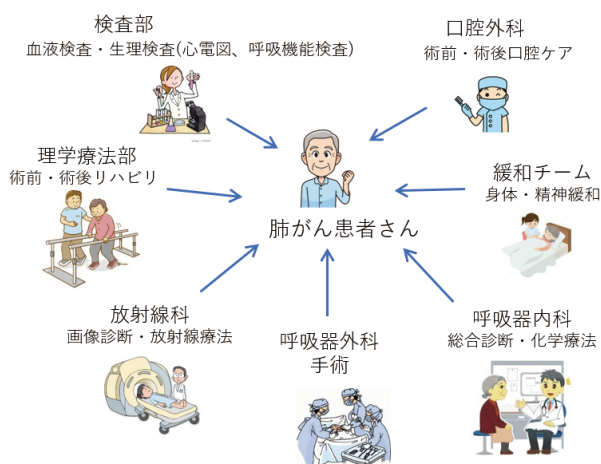 検査部
血液検査・生理検査(心電図、呼吸機能検査)
口腔外科
術前・術後口腔ケア
理学療法部
術前・術後リハビリ
緩和チーム
身体・精神緩和
肺がん患者さん
放射線科
画像診断・放射線療法
呼吸器外科
手術
呼吸器内科
総合診断・化学療法